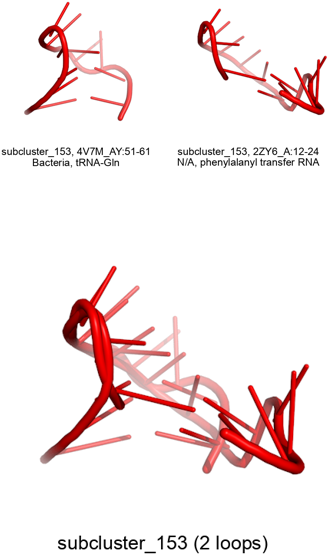 subcluster_153, 4V7M_AY:51-61
Bacteria, tRNA-Gln
subcluster_153, 2ZY6_A:12-24
N/A, phenylalanyl transfer RNA
subcluster_153 (2 loops)